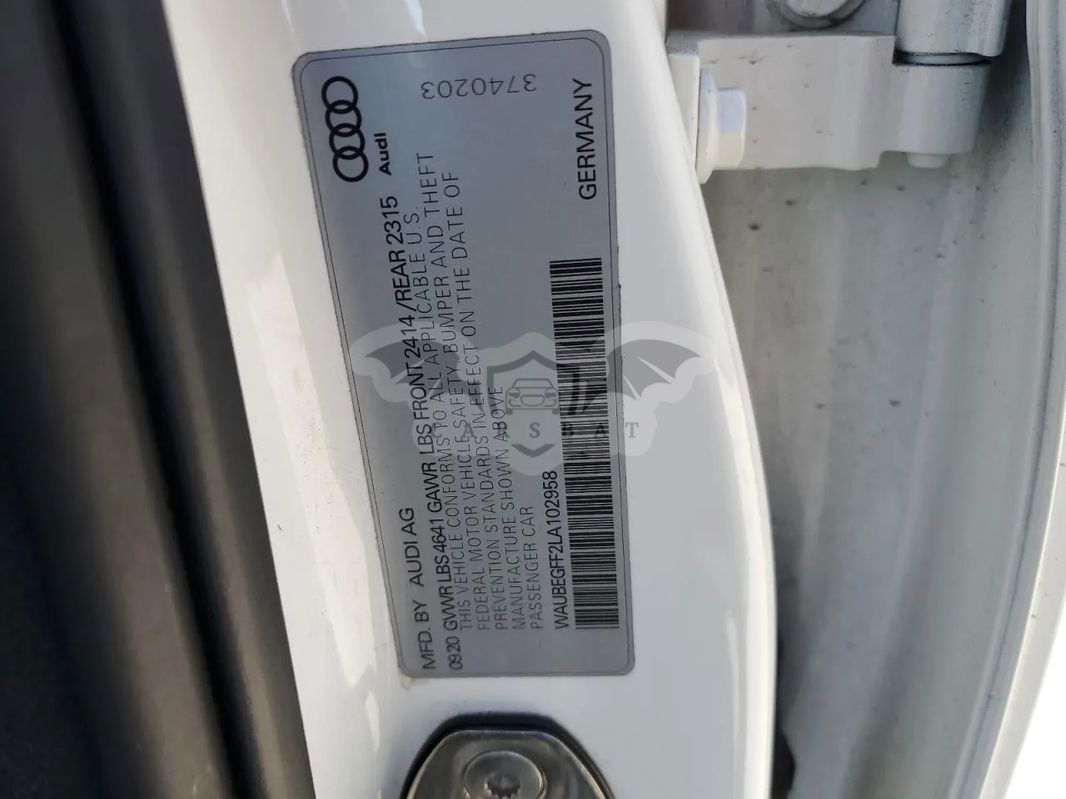 3740203
Audi
MFD. BY AUDI AG
0920 GVWR LBS 4641 GAWR LBS FRONT 2414 /REAR 2315
THIS VEHICLE CONFORMS TO ALL APPLICABLE U.S.
FEDERAL MOTOR VEHICLE SAFETY, BUMPER AND THEFT
PREVENTION STANDARDS IN EFFECT ON THE DATE OF
MANUFACTURE SHOWN ABOVE
PASSENGER CAR
WAUBEGFF2LA102958
GERMANY